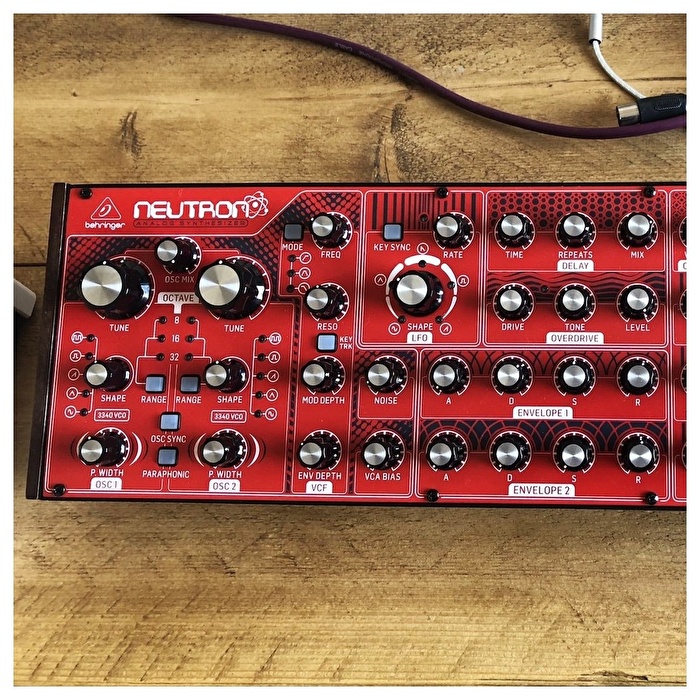 behringer
NEUTRON
ANALOG SYNTHESIZER
OSC MIX
TUNE
OCTAVE
TUNE
8
16
32
SHAPE
RANGE
RANGE
SHAPE
3340 VCO
OSC SYNC
3340 VCO
P. WIDTH
PARAPHONIC
P. WIDTH
OSC 1
OSC 2
MODE
FREQ
RESO
KEY
TRK
MOD DEPTH
ENV DEPTH
VCF
KEY SYNC
RATE
SHAPE
LFO
NOISE
VCA BIAS
TIME
REPEATS
MIX
DELAY
DRIVE
TONE
LEVEL
OVERDRIVE
A
D
S
R
ENVELOPE 1
A
D
S
R
ENVELOPE 2